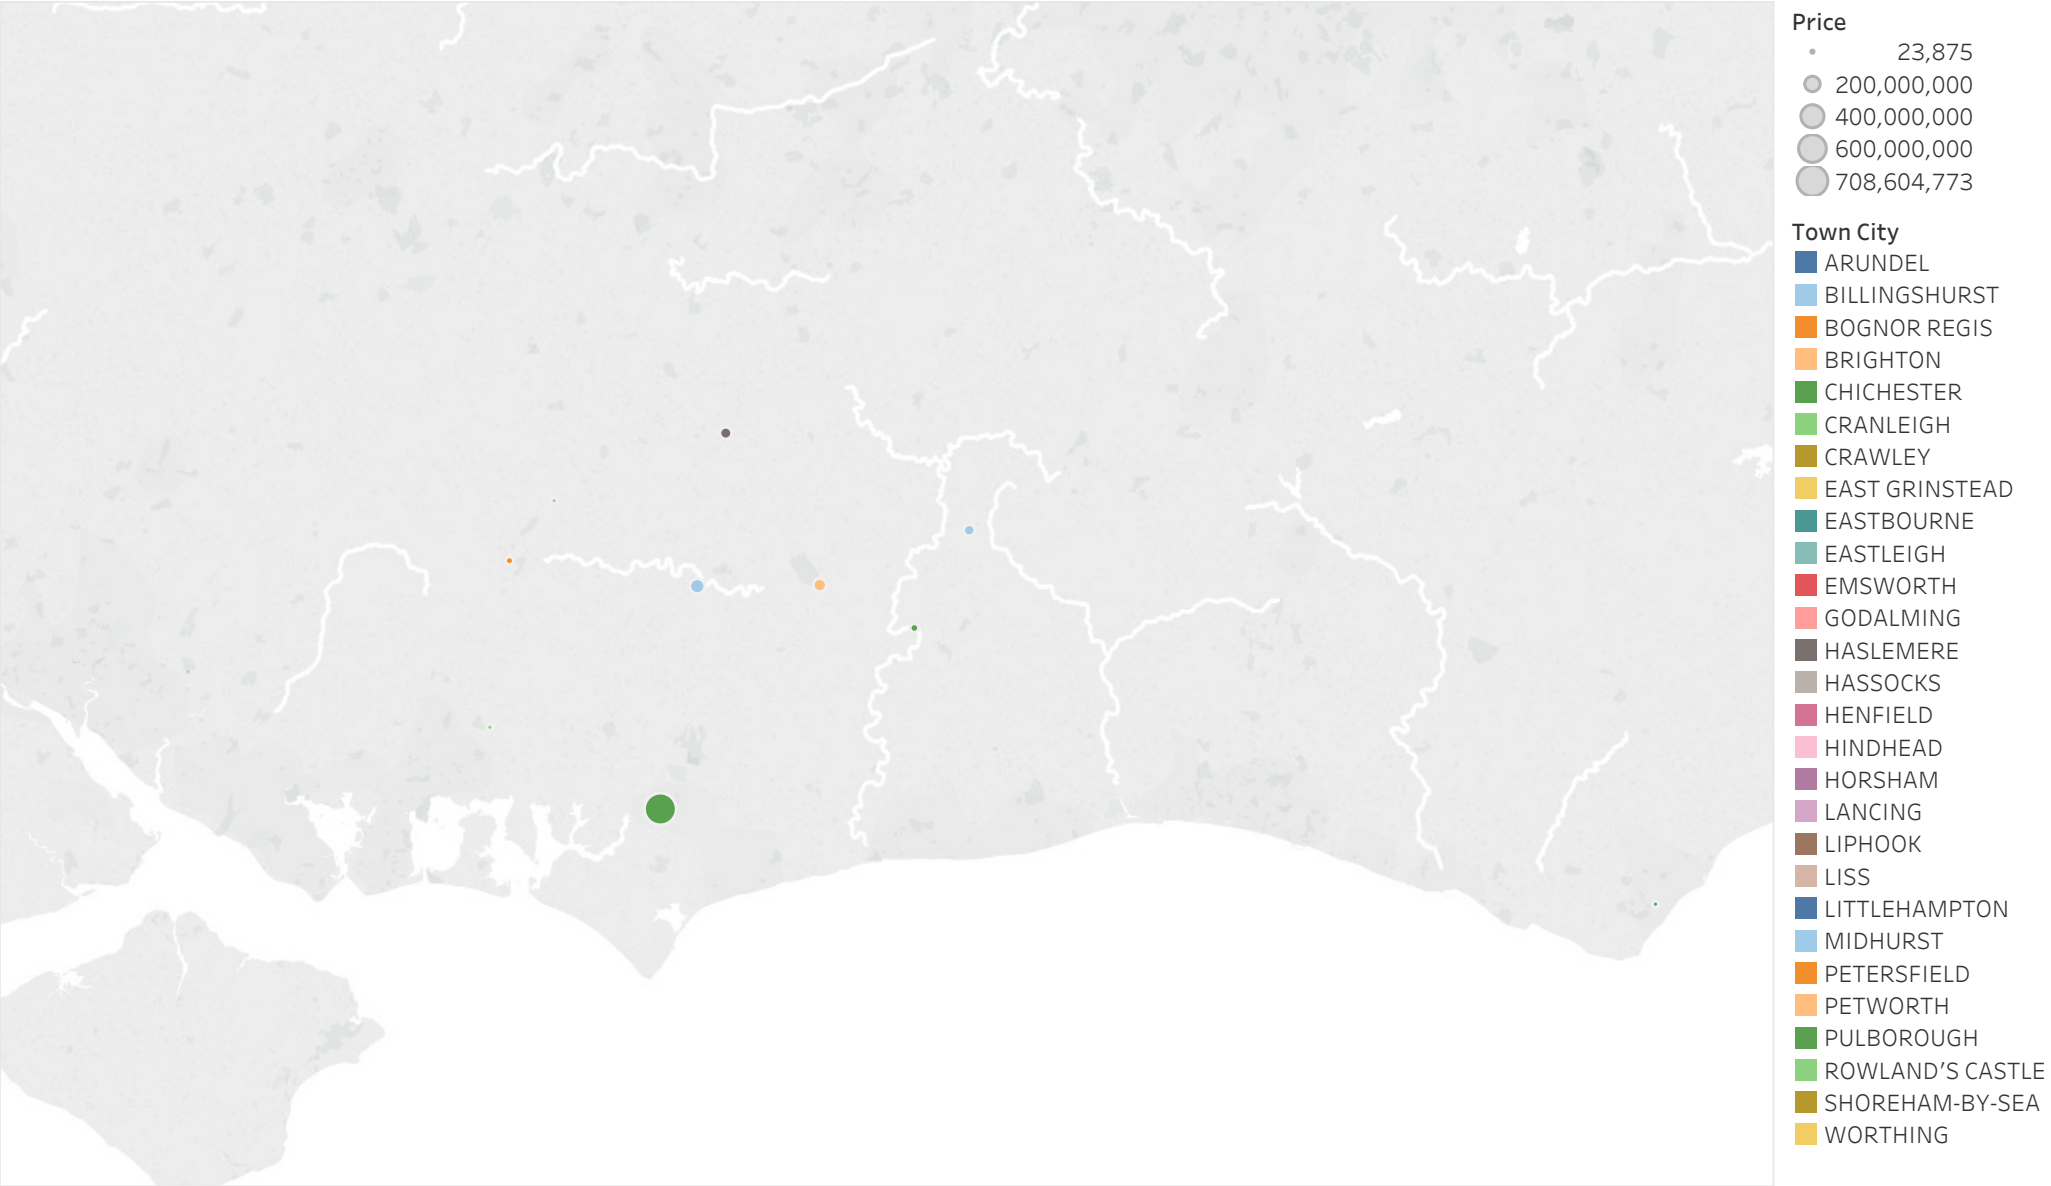 Price
23,875
200,000,000
400,000,000
600,000,000
708,604,773
Town City
ARUNDEL
BILLINGSHURST
BOGNOR REGIS
BRIGHTON
CHICHESTER
CRANLEIGH
CRAWLEY
EAST GRINSTEAD
EASTBOURNE
EASTLEIGH
EMSWORTH
GODALMING
HASLEMERE
HASSOCKS
HENFIELD
HINDHEAD
HORSHAM
LANCING
LIPHOOK
LISS
LITTLEHAMPTON
MIDHURST
PETERSFIELD
PETWORTH
PULBOROUGH
ROWLAND’S CASTLE
SHOREHAM-BY-SEA
WORTHING